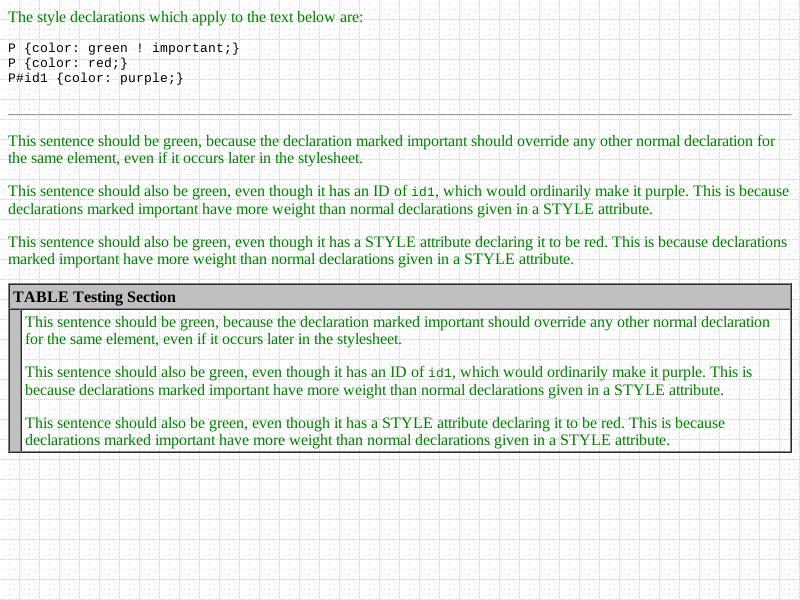 The style declarations which apply to the text below are:
P {color: green ! important;}
P {color: red;}
P#id1 {color: purple;}
This sentence should be green, because the declaration marked important should override any other normal declaration for
the same element, even if it occurs later in the stylesheet.
This sentence should also be green, even though it has an ID of id1, which would ordinarily make it purple. This is because
declarations marked important have more weight than normal declarations given in a STYLE attribute.
This sentence should also be green, even though it has a STYLE attribute declaring it to be red. This is because declarations
marked important have more weight than normal declarations given in a STYLE attribute.
TABLE Testing Section
This sentence should be green, because the declaration marked important should override any other normal declaration
for the same element, even if it occurs later in the stylesheet.
This sentence should also be green, even though it has an ID of id1, which would ordinarily make it purple. This is
because declarations marked important have more weight than normal declarations given in a STYLE attribute.
This sentence should also be green, even though it has a STYLE attribute declaring it to be red. This is because
declarations marked important have more weight than normal declarations given in a STYLE attribute.